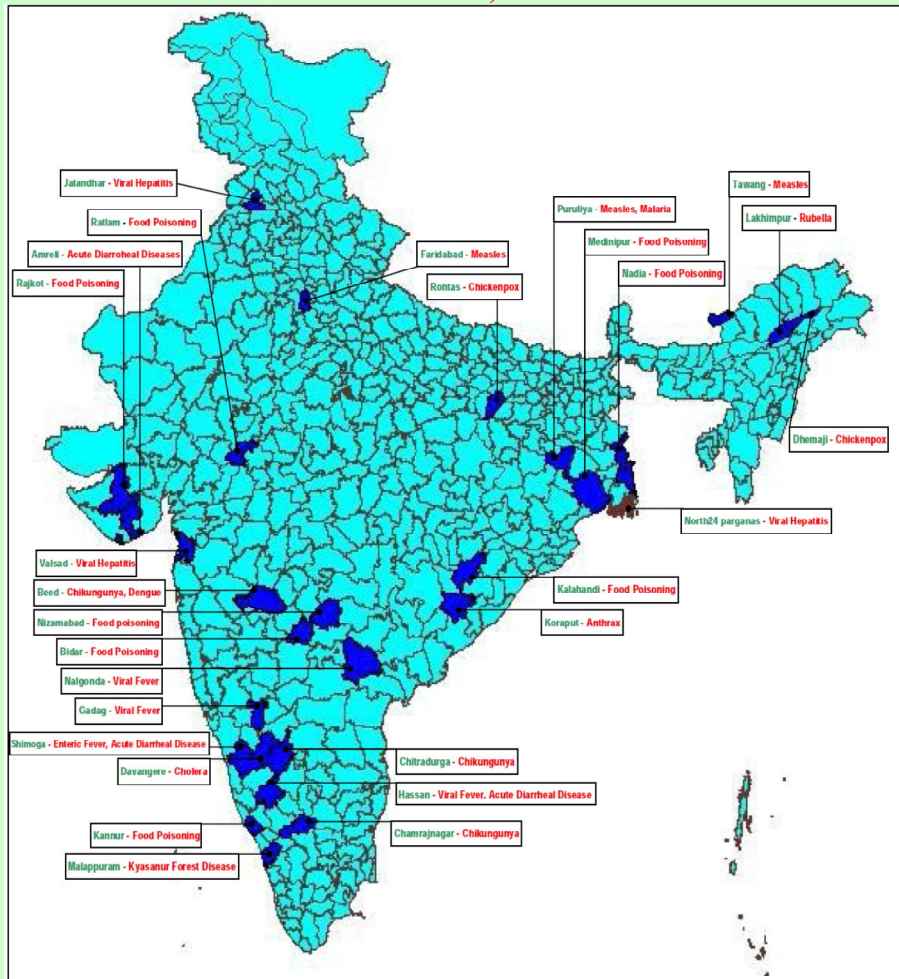 Jalandhar - Viral Hepatitis
Ratlam - Food Poisoning
Amreli - Acute Diarroheal Diseases
Rajkot - Food Poisoning
Faridabad - Measles
Rohtas - Chickenpox
Puruliya - Measles, Malaria
Medinipur - Food Poisoning
Nadia - Food Poisoning
Tawang - Measles
Lakhimpur - Rubella
Dhemaji - Chickenpox
North24 parganas - Viral Hepatitis
Valsad - Viral Hepatitis
Beed - Chikungunya, Dengue
Nizamabad - Food poisoning
Bidar - Food Poisoning
Nalgonda - Viral Fever
Gadag - Viral Fever
Shimoga - Enteric Fever, Acute Diarrheal Disease
Davangere - Cholera
Kannur - Food Poisoning
Malappuram - Kyasanur Forest Disease
Kalahandi - Food Poisoning
Koraput - Anthrax
Chitradurga - Chikungunya
Hassan - Viral Fever. Acute Diarrheal Disease
Chamrajnagar - Chikungunya